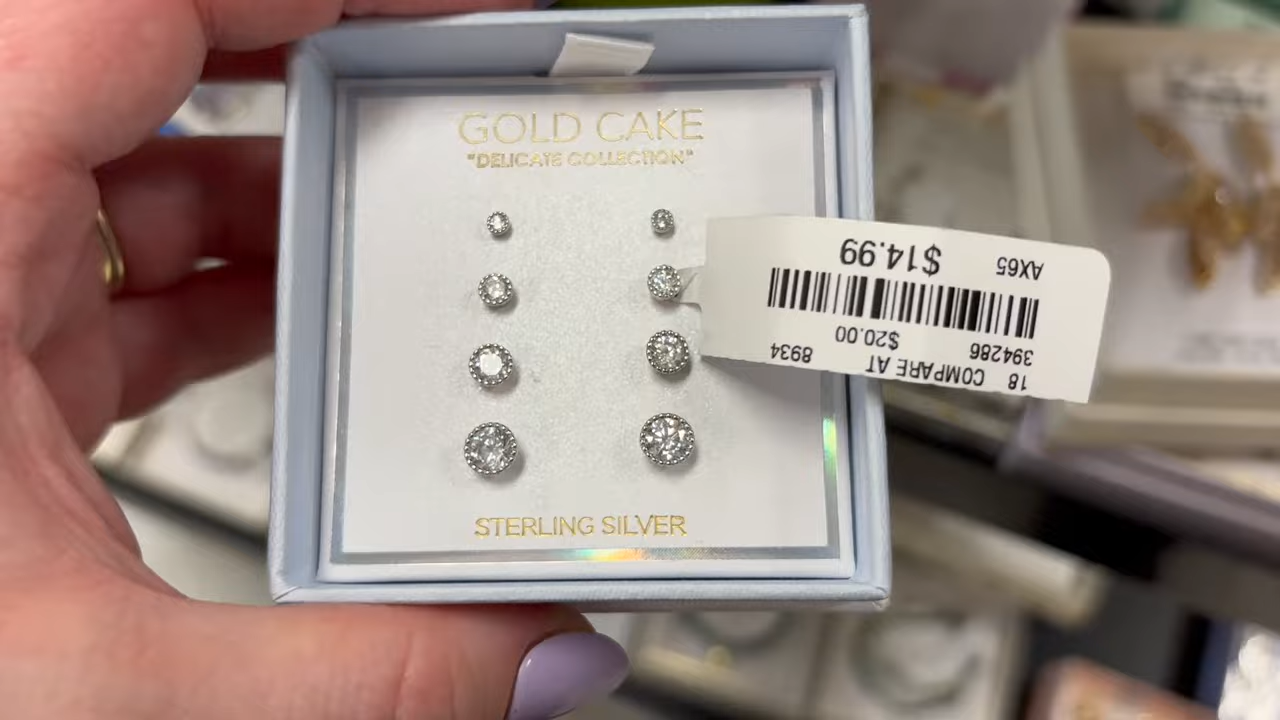 GOLD CAKE
"DELICATE COLLECTION"
STERLING SILVER
18 COMPARE AT
394286 $20.00 8934
AX65 $14.99